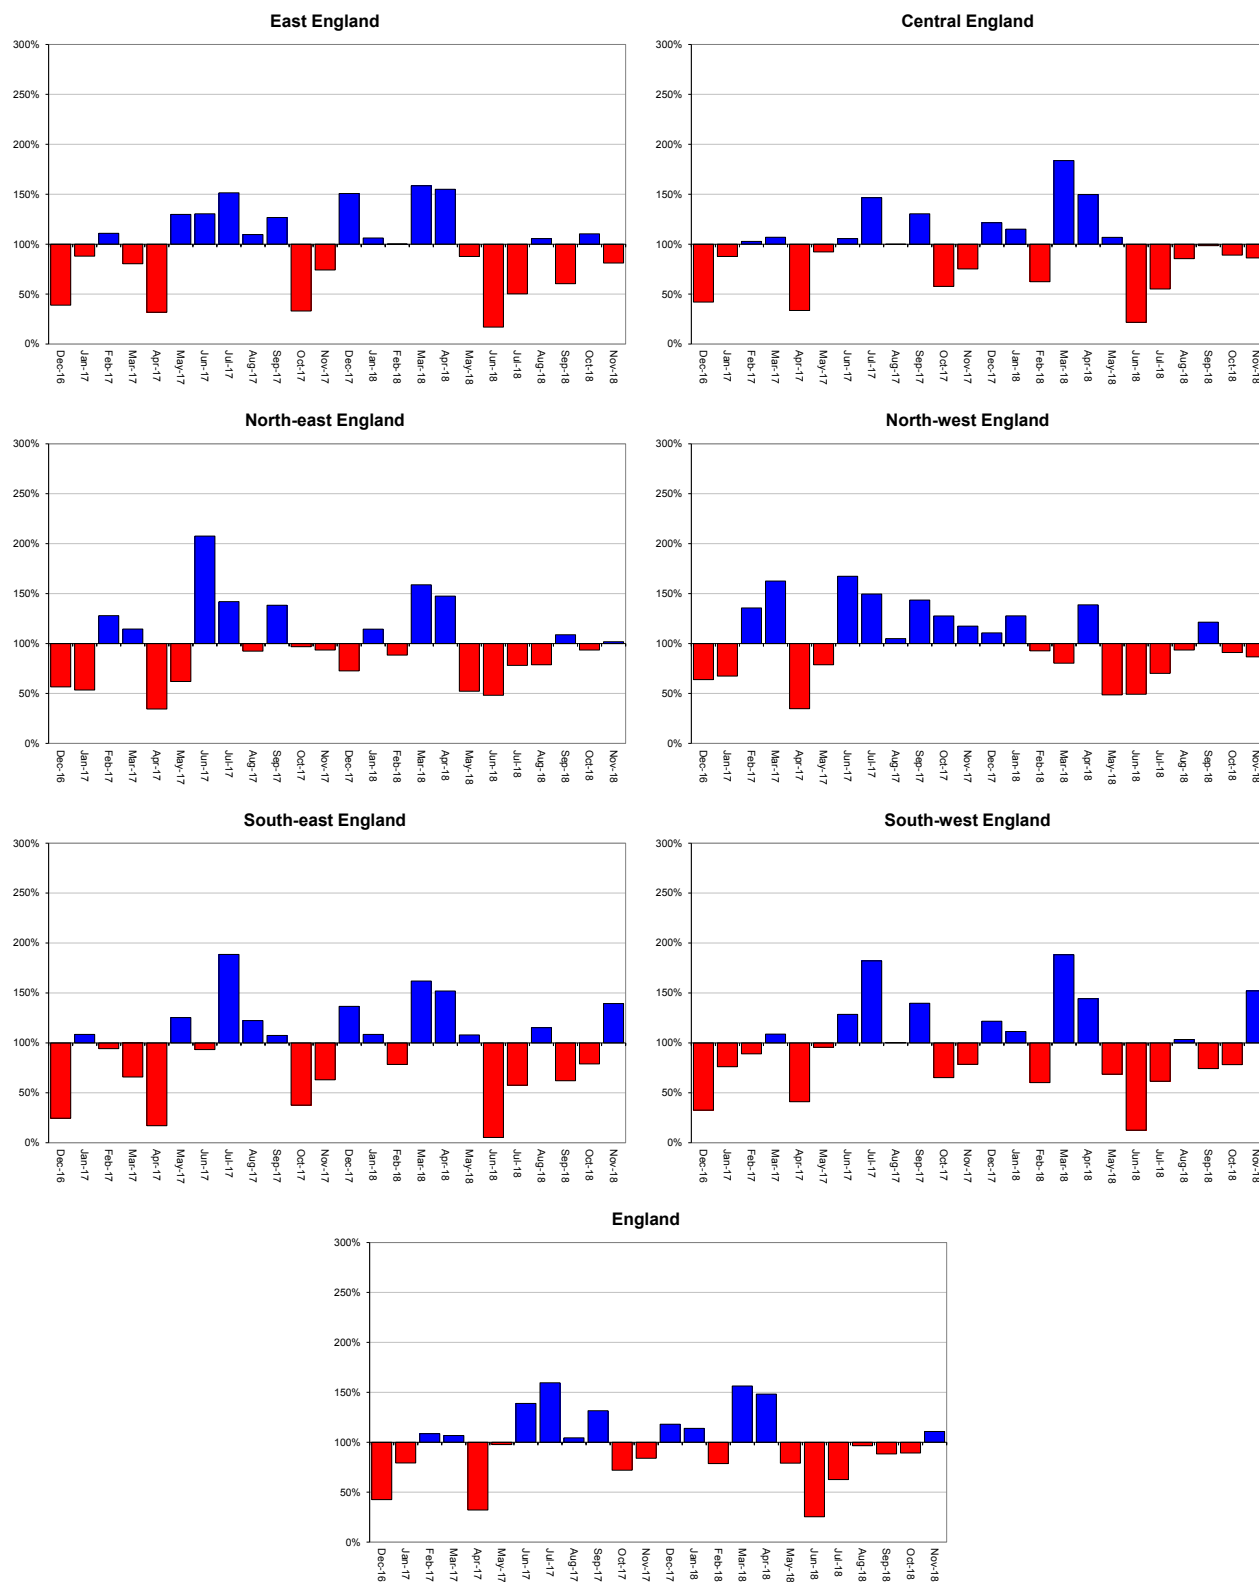 East England
300%
250%
200%
150%
100%
50%
0%
Dec-16
Jan-17
Feb-17
Mar-17
Apr-17
May-17
Jun-17
Jul-17
Aug-17
Sep-17
Oct-17
Nov-17
Dec-17
Jan-18
Feb-18
Mar-18
Apr-18
May-18
Jun-18
Jul-18
Aug-18
Sep-18
Oct-18
Nov-18
Central England
300%
250%
200%
150%
100%
50%
0%
Dec-16
Jan-17
Feb-17
Mar-17
Apr-17
May-17
Jun-17
Jul-17
Aug-17
Sep-17
Oct-17
Nov-17
Dec-17
Jan-18
Feb-18
Mar-18
Apr-18
May-18
Jun-18
Jul-18
Aug-18
Sep-18
Oct-18
Nov-18
North-east England
300%
250%
200%
150%
100%
50%
0%
Dec-16
Jan-17
Feb-17
Mar-17
Apr-17
May-17
Jun-17
Jul-17
Aug-17
Sep-17
Oct-17
Nov-17
Dec-17
Jan-18
Feb-18
Mar-18
Apr-18
May-18
Jun-18
Jul-18
Aug-18
Sep-18
Oct-18
Nov-18
North-west England
300%
250%
200%
150%
100%
50%
0%
Dec-16
Jan-17
Feb-17
Mar-17
Apr-17
May-17
Jun-17
Jul-17
Aug-17
Sep-17
Oct-17
Nov-17
Dec-17
Jan-18
Feb-18
Mar-18
Apr-18
May-18
Jun-18
Jul-18
Aug-18
Sep-18
Oct-18
Nov-18
South-east England
300%
250%
200%
150%
100%
50%
0%
Dec-16
Jan-17
Feb-17
Mar-17
Apr-17
May-17
Jun-17
Jul-17
Aug-17
Sep-17
Oct-17
Nov-17
Dec-17
Jan-18
Feb-18
Mar-18
Apr-18
May-18
Jun-18
Jul-18
Aug-18
Sep-18
Oct-18
Nov-18
South-west England
300%
250%
200%
150%
100%
50%
0%
Dec-16
Jan-17
Feb-17
Mar-17
Apr-17
May-17
Jun-17
Jul-17
Aug-17
Sep-17
Oct-17
Nov-17
Dec-17
Jan-18
Feb-18
Mar-18
Apr-18
May-18
Jun-18
Jul-18
Aug-18
Sep-18
Oct-18
Nov-18
England
300%
250%
200%
150%
100%
50%
0%
Dec-16
Jan-17
Feb-17
Mar-17
Apr-17
May-17
Jun-17
Jul-17
Aug-17
Sep-17
Oct-17
Nov-17
Dec-17
Jan-18
Feb-18
Mar-18
Apr-18
May-18
Jun-18
Jul-18
Aug-18
Sep-18
Oct-18
Nov-18